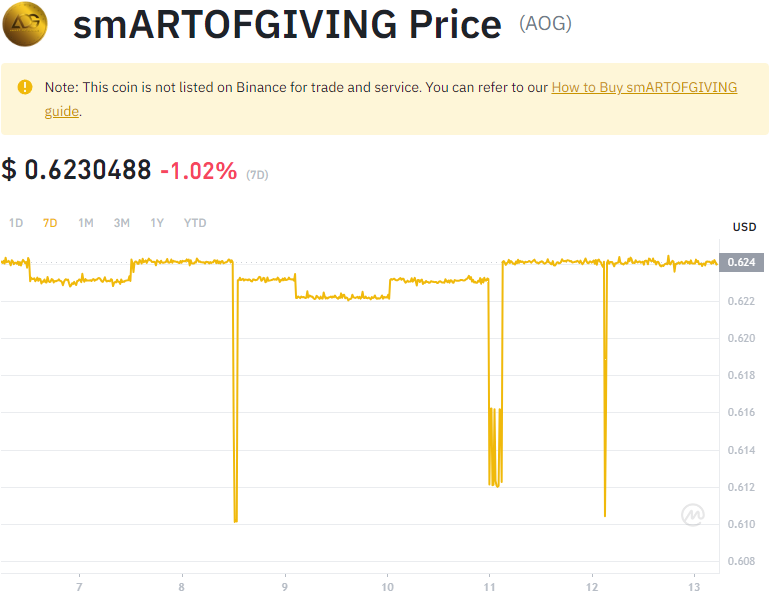 AOG
smARTOFGIVING Price (AOG)
Note: This coin is not listed on Binance for trade and service. You can refer to our How to Buy smARTOFGIVING
guide.
$ 0.6230488 -1.02% (7D)
1D 7D 1M 3M 1Y YTD
USD
0.624
0.622
0.620
0.618
0.616
0.614
0.612
0.610
0.608
7 8 9 10 11 12 13